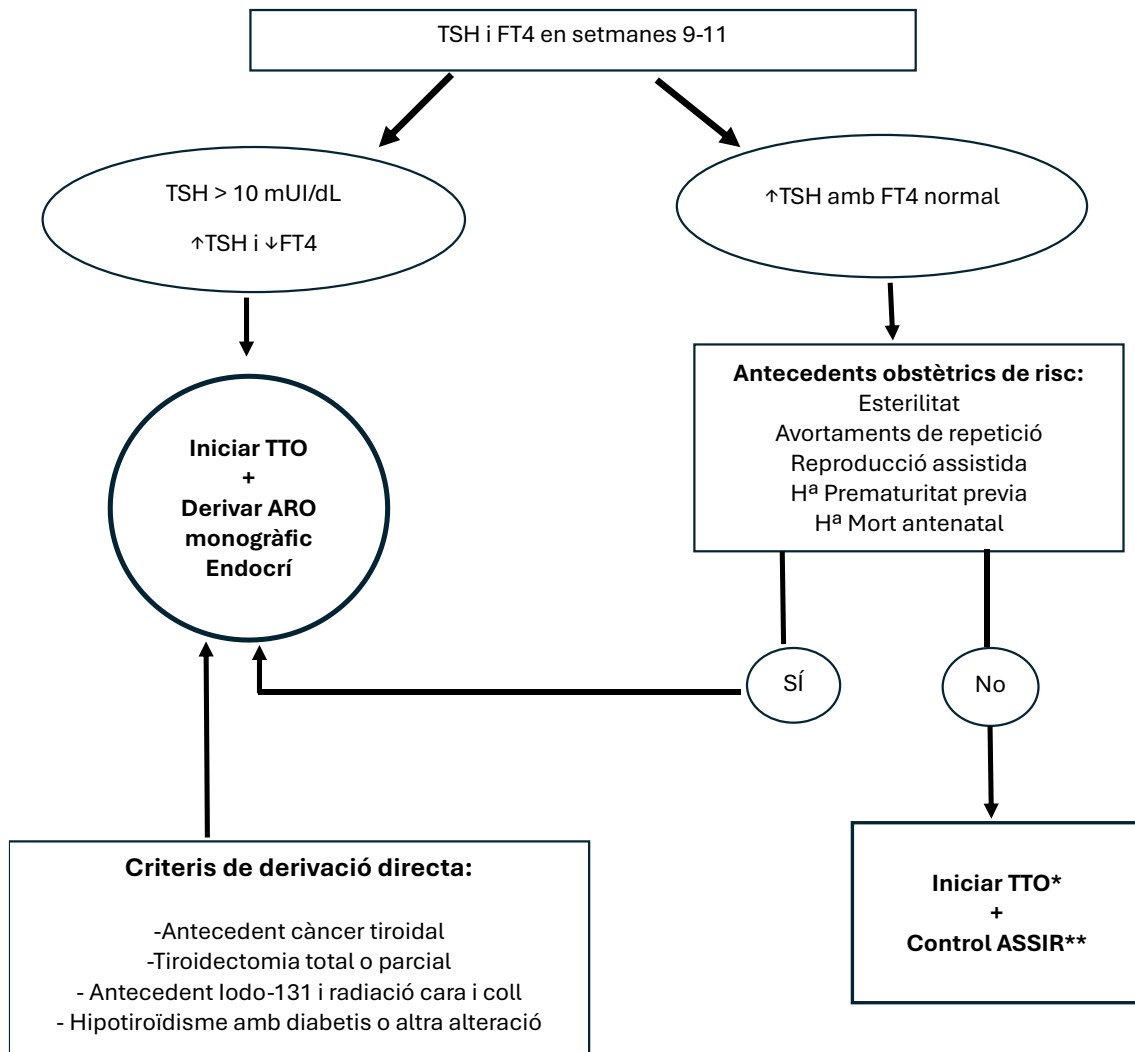 TSH i FT4 en setmanes 9-11
TSH > 10 mUI/dL
↑TSH i ↓FT4
↑TSH amb FT4 normal
Antecedents obstètrics de risc:
Esterilitat
Avortaments de repetició
Reproducció assistida
Hª Prematuritat previa
Hª Mort antenatal
Iniciar TTO
+
Derivar ARO
monogràfic
Endocrí
SÍ
No
Criteris de derivació directa:
-Antecedent càncer tiroidal
-Tiroidectomia total o parcial
- Antecedent Iodo-131 i radiació cara i coll
- Hipotiroïdisme amb diabetis o altra alteració
Iniciar TTO*
+
Control ASSIR**